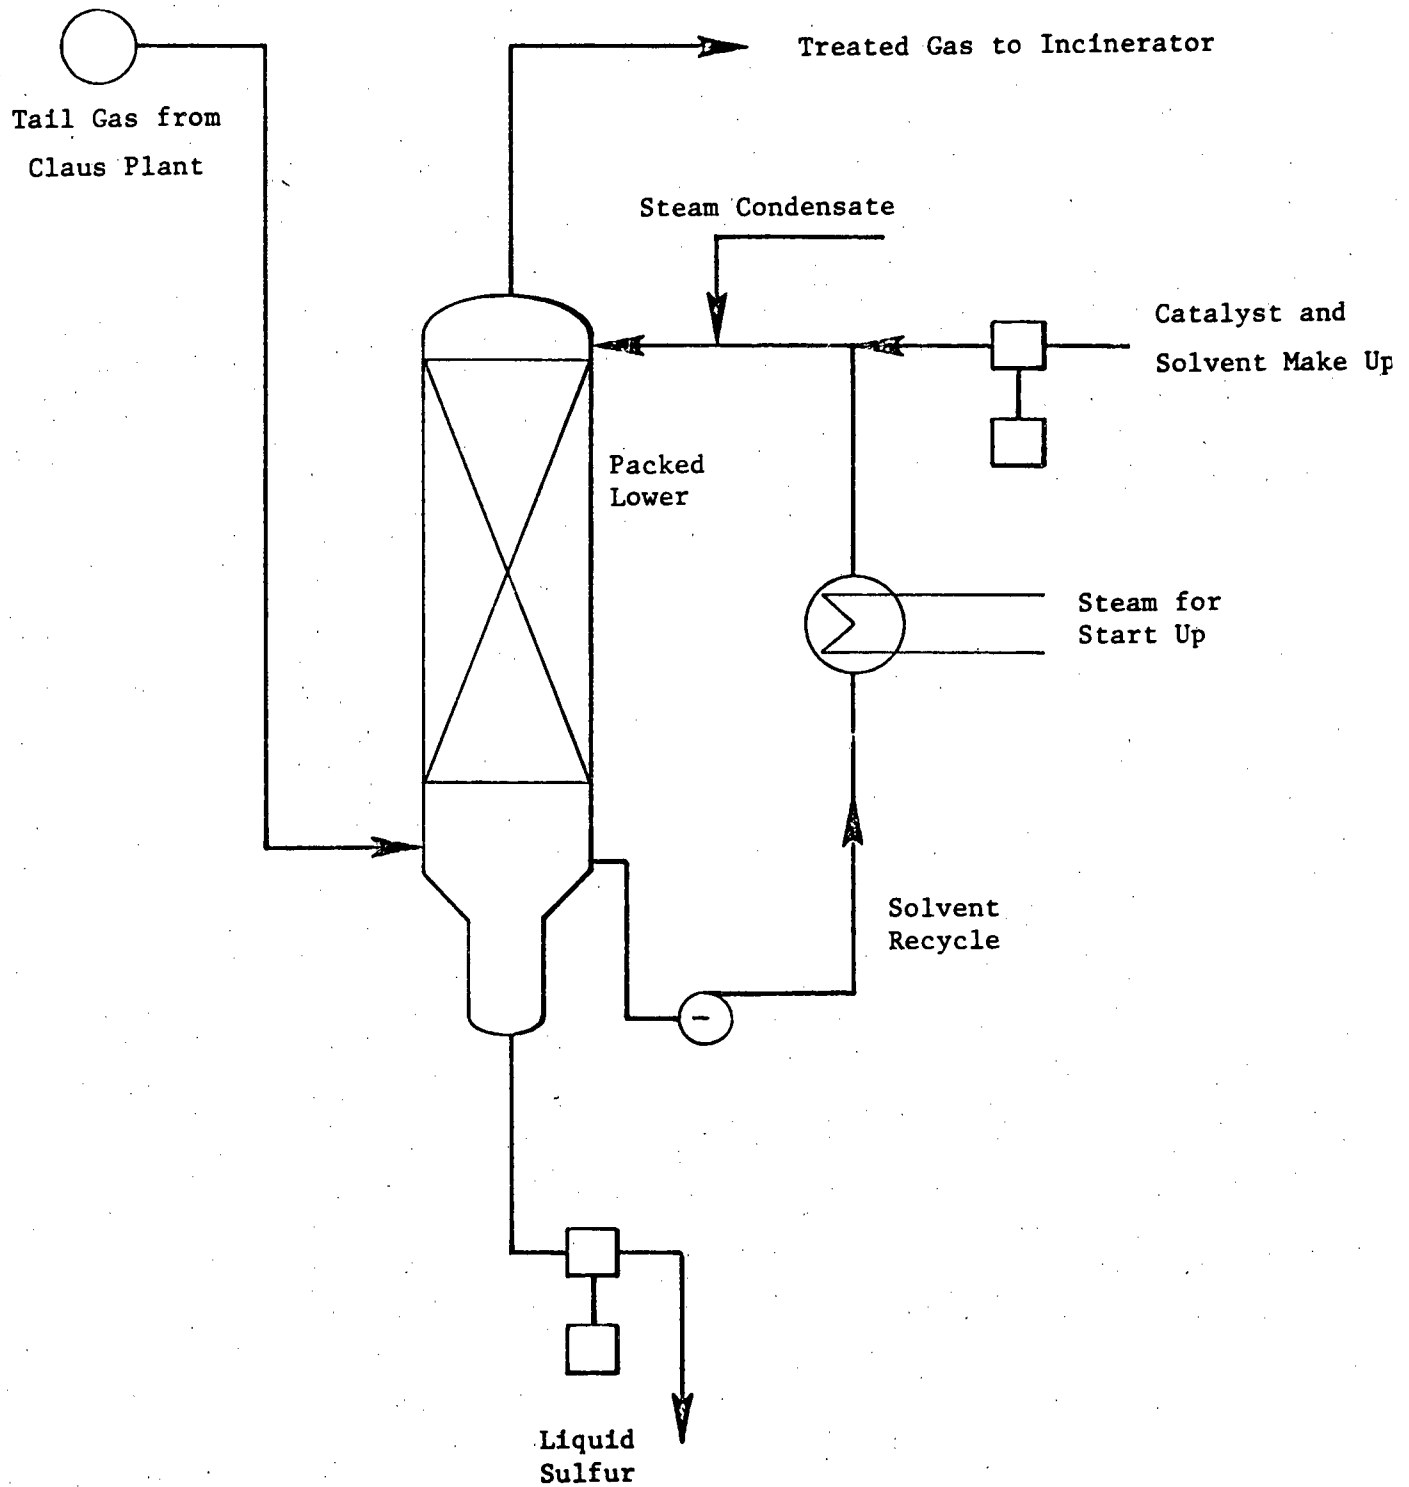 Treated Gas to Incinerator
Tail Gas from
Claus Plant
Steam Condensate
Catalyst and
Solvent Make Up
Packed
Lower
Steam for
Start Up
Solvent
Recycle
Liquid
Sulfur